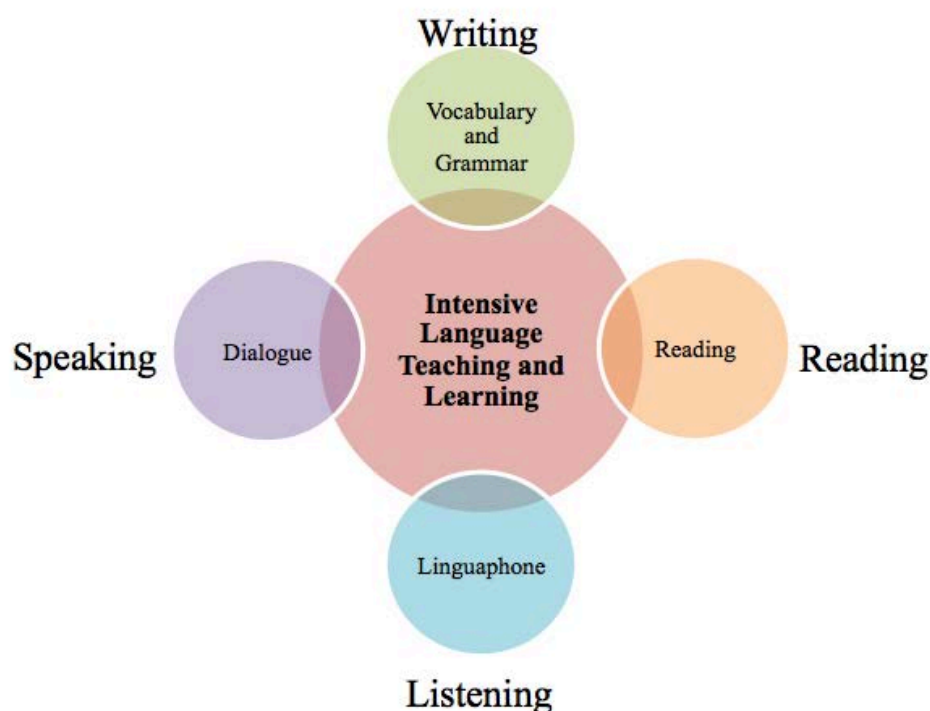 Writing
Vocabulary
and
Grammar
Intensive
Language
Teaching and
Learning
Speaking
Dialogue
Reading
Reading
Linguaphone
Listening